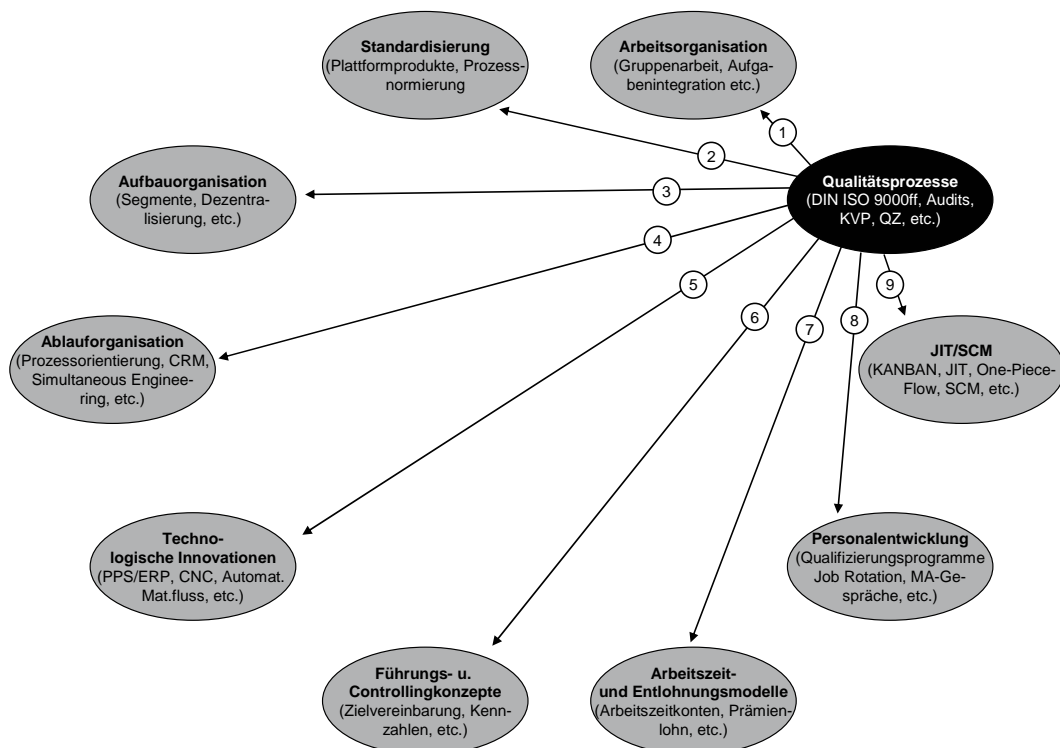 Standardisierung
(Plattformprodukte, Prozess-
normierung
Arbeitsorganisation
(Gruppenarbeit, Aufga-
benintegration etc.)
1
2
Aufbauorganisation
(Segmente, Dezentra-
lisierung, etc.)
3
Qualitätsprozesse
(DIN ISO 9000ff, Audits,
KVP, QZ, etc.)
4
5
6
7
8
9
Ablauforganisation
(Prozessorientierung, CRM,
Simultaneous Enginee-
ring, etc.)
JIT/SCM
(KANBAN, JIT, One-Piece-
Flow, SCM, etc.)
Techno-
logische Innovationen
(PPS/ERP, CNC, Automat.
Mat.fluss, etc.)
Personalentwicklung
(Qualifizierungsprogramme
Job Rotation, MA-Ge-
spräche, etc.)
Führungs- u.
Controllingkonzepte
(Zielvereinbarung, Kenn-
zahlen, etc.)
Arbeitszeit-
und Entlohnungsmodelle
(Arbeitszeitkonten, Prämien-
lohn, etc.)